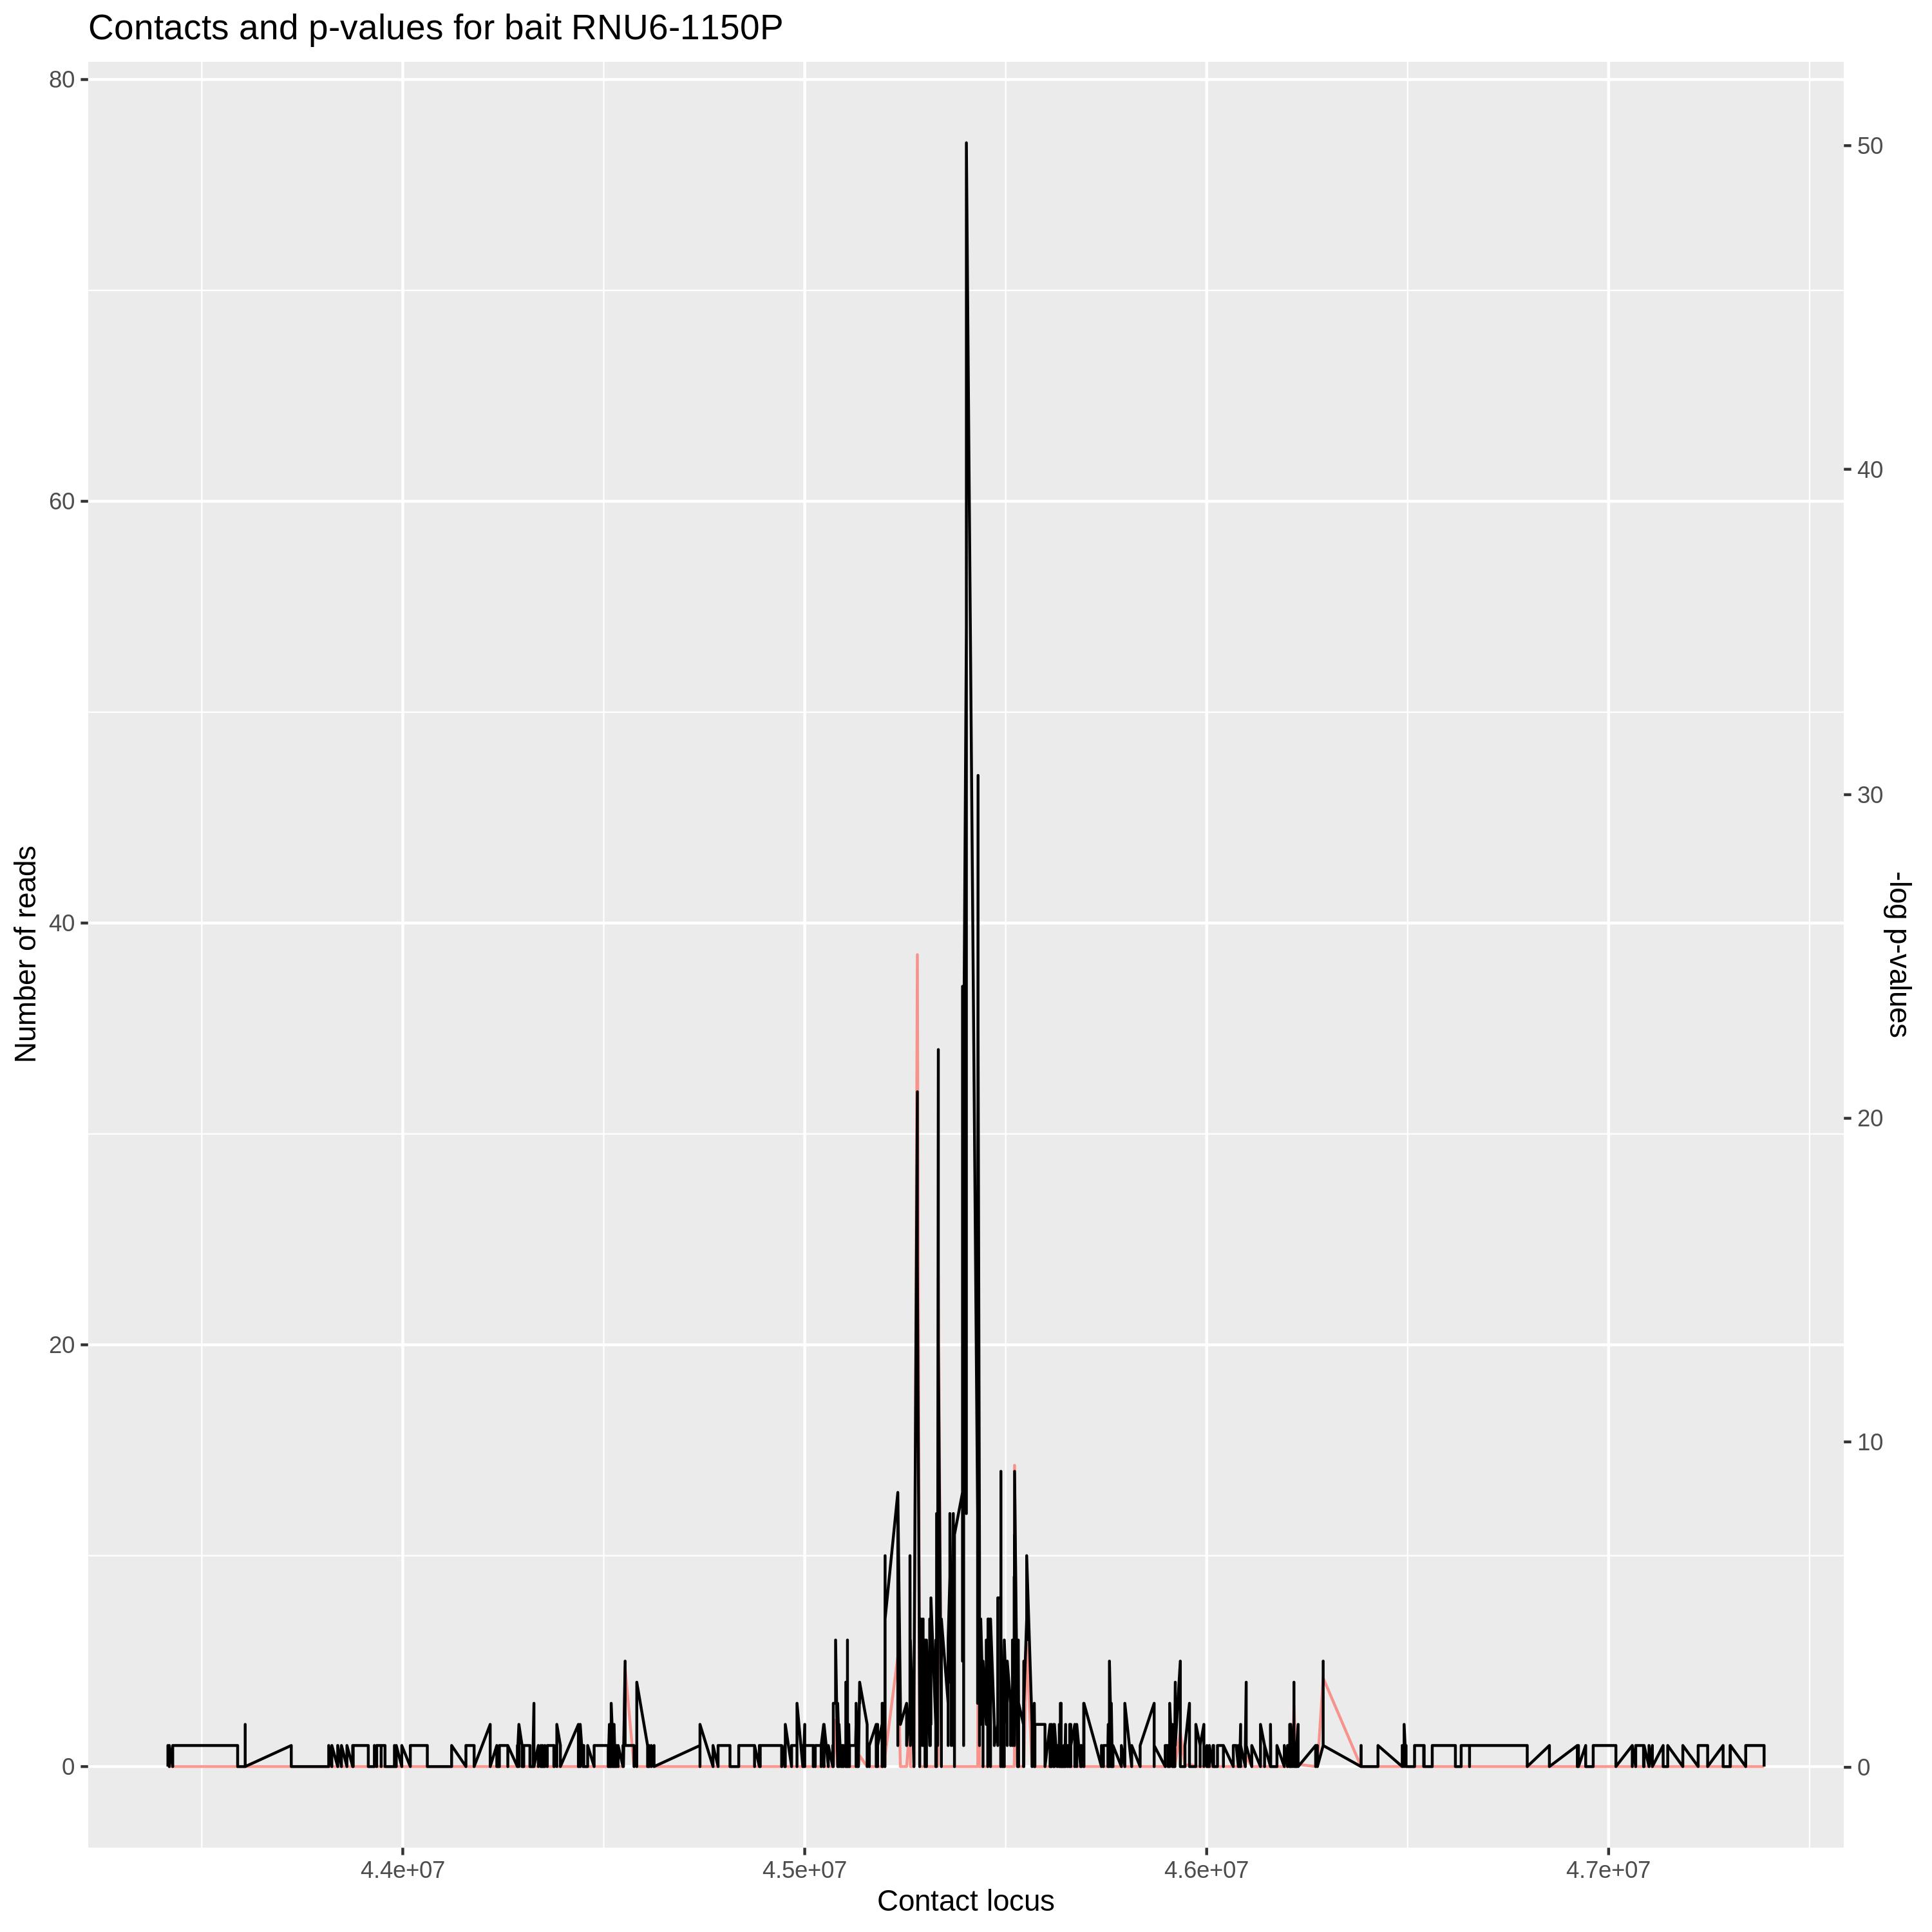 Contacts and p-values for bait RNU6-1150P
80
60
40
20
0
Number of reads
50
40
30
20
10
0
-log p-values
4.4e+07
4.5e+07
4.6e+07
4.7e+07
Contact locus